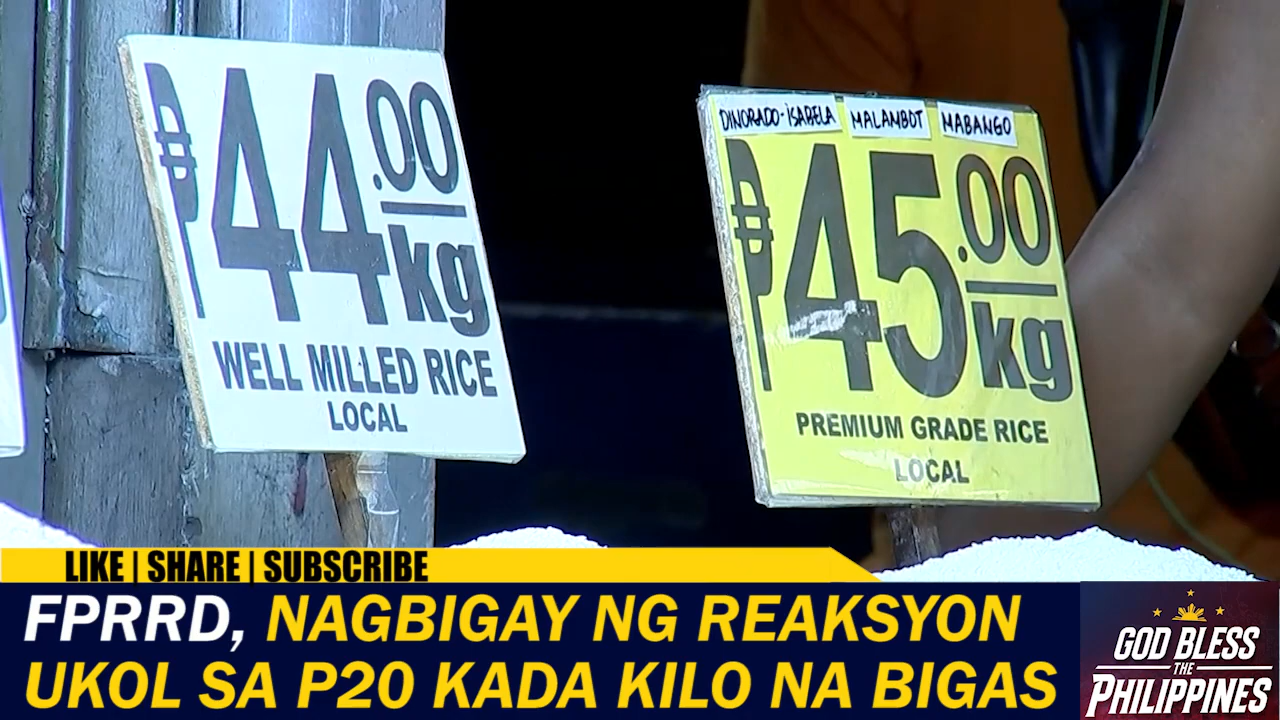 ₱44.00
kg
WELL MILLED RICE
LOCAL
DINORADO-ISABELA MALAMBOT MABANGO
₱45.00
kg
PREMIUM GRADE RICE
LOCAL
LIKE | SHARE | SUBSCRIBE
FPRRD, NAGBIGAY NG REAKSYON
UKOL SA P20 KADA KILO NA BIGAS
GOD BLESS
THE
PHILIPPINES